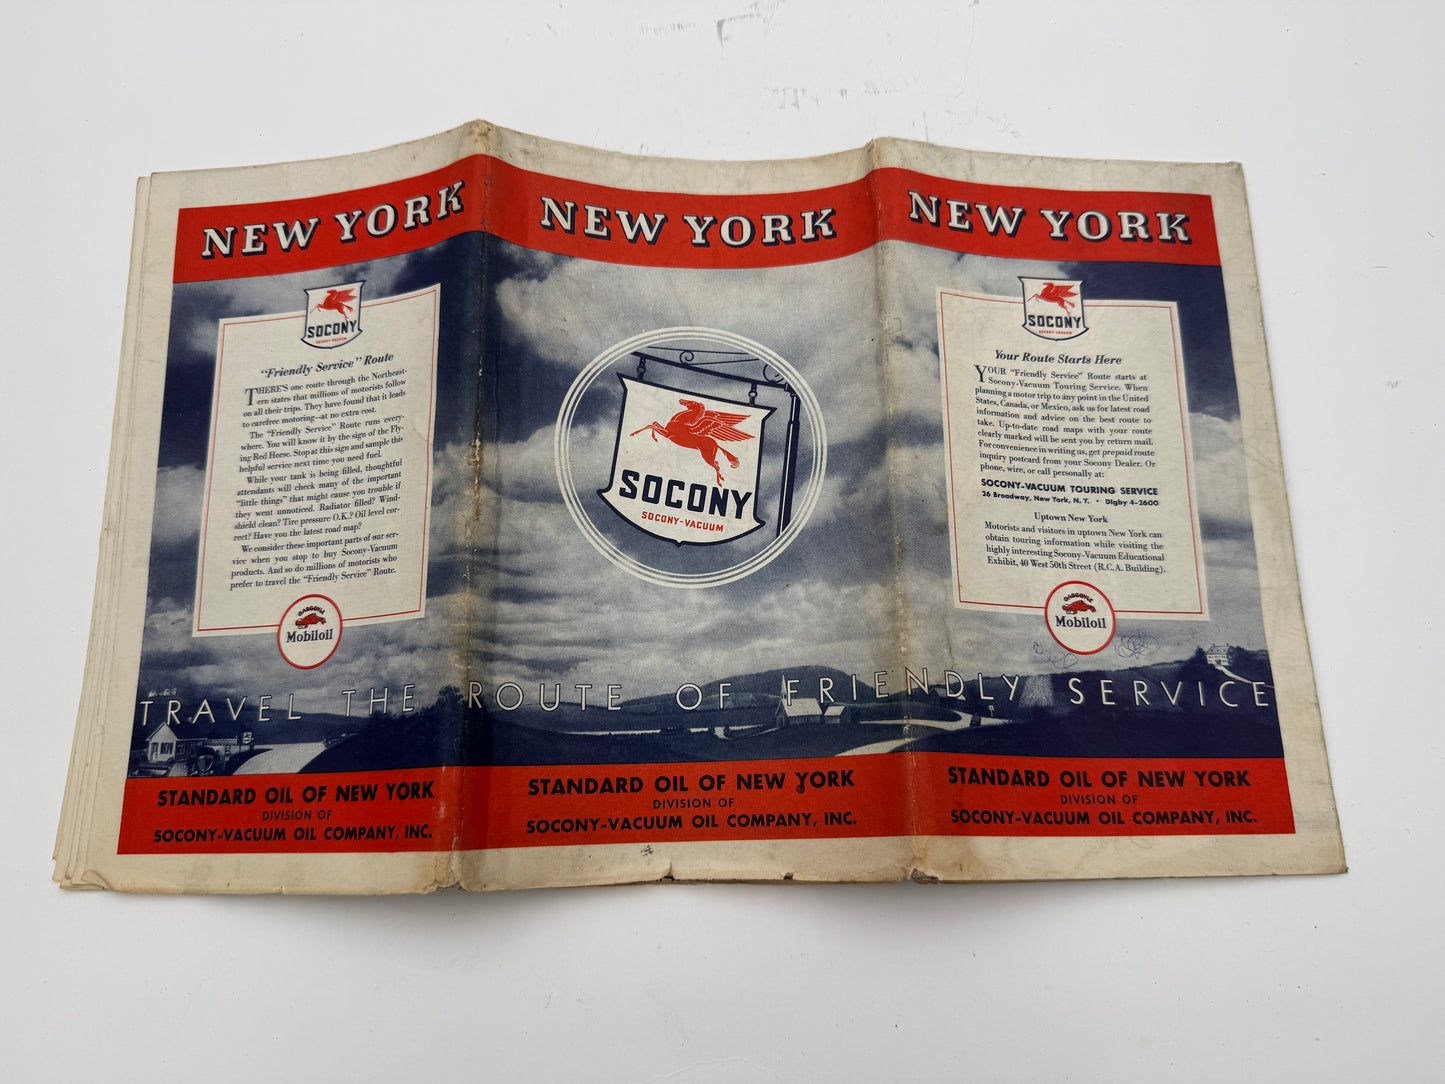 NEW YORK
SOCONY
SOCONY-VACUUM
"Friendly Service" Route
THERE'S one route through the Northeast-
ern states that millions of motorists follow
on all their trips. They have found that it leads
to carefree motoring—at no extra cost.
The "Friendly Service" Route runs every-
where. You will know it by the sign of the Fly-
ing Red Horse. Stop at this sign and sample this
helpful service next time you need fuel.
While your tank is being filled, thoughtful
attendants will check many of the important
"little things" that might cause you trouble if
they went unnoticed. Radiator filled? Wind-
shield clean? Tire pressure O.K.? Oil level cor-
rect? Have you the latest road map?
We consider these important parts of our ser-
vice when you stop to buy Socony-Vacuum
products. And so do millions of motorists who
prefer to travel the "Friendly Service" Route.
GARGOYLE
Mobiloil
NEW YORK
SOCONY
SOCONY-VACUUM
NEW YORK
SOCONY
SOCONY-VACUUM
Your Route Starts Here
YOUR "Friendly Service" Route starts at
Socony-Vacuum Touring Service. When
planning a motor trip to any point in the United
States, Canada, or Mexico, ask us for latest road
information and advice on the best route to
take. Up-to-date road maps with your route
clearly marked will be sent you by return mail.
For convenience in writing us, get prepaid route
inquiry postcard from your Socony Dealer. Or
phone, wire, or call personally at:
SOCONY-VACUUM TOURING SERVICE
26 Broadway, New York, N. Y. • DIgby 4-2600
Uptown New York
Motorists and visitors in uptown New York can
obtain touring information while visiting the
highly interesting Socony-Vacuum Educational
Exhibit, 40 West 50th Street (R.C.A. Building).
GARGOYLE
Mobiloil
TRAVEL THE ROUTE OF FRIENDLY SERVICE
STANDARD OIL OF NEW YORK
DIVISION OF
SOCONY-VACUUM OIL COMPANY, INC.
STANDARD OIL OF NEW YORK
DIVISION OF
SOCONY-VACUUM OIL COMPANY, INC.
STANDARD OIL OF NEW YORK
DIVISION OF
SOCONY-VACUUM OIL COMPANY, INC.